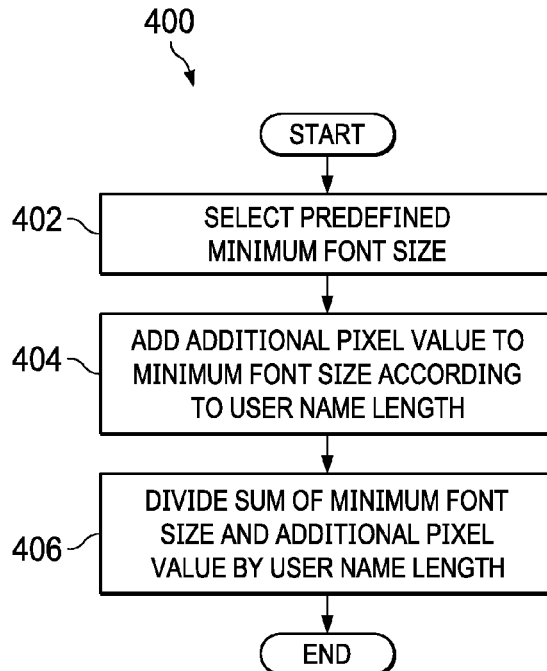 400
START
402
SELECT PREDEFINED
MINIMUM FONT SIZE
404
ADD ADDITIONAL PIXEL VALUE TO
MINIMUM FONT SIZE ACCORDING
TO USER NAME LENGTH
406
DIVIDE SUM OF MINIMUM FONT
SIZE AND ADDITIONAL PIXEL
VALUE BY USER NAME LENGTH
END